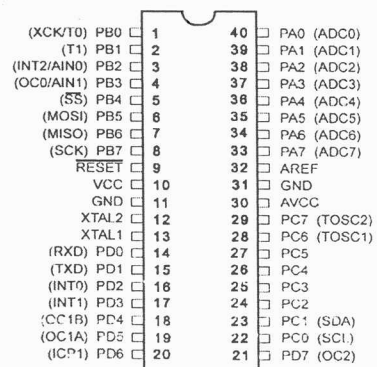 (XCK/T0) PB0 1 40 PA0 (ADC0)
(T1) PB1 2 39 PA1 (ADC1)
(INT2/AIN0) PB2 3 38 PA2 (ADC2)
(OC0/AIN1) PB3 4 37 PA3 (ADC3)
(SS) PB4 5 36 PA4 (ADC4)
(MOSI) PB5 6 35 PA5 (ADC5)
(MISO) PB6 7 34 PA6 (ADC6)
(SCK) PB7 8 33 PA7 (ADC7)
RESET 9 32 AREF
VCC 10 31 GND
GND 11 30 AVCC
XTAL2 12 29 PC7 (TOSC2)
XTAL1 13 28 PC6 (TOSC1)
(RXD) PD0 14 27 PC5
(TXD) PD1 15 26 PC4
(INT0) PD2 16 25 PC3
(INT1) PD3 17 24 PC2
(OC1B) PD4 18 23 PC1 (SDA)
(OC1A) PD5 19 22 PC0 (SCL)
(ICP1) PD6 20 21 PD7 (OC2)